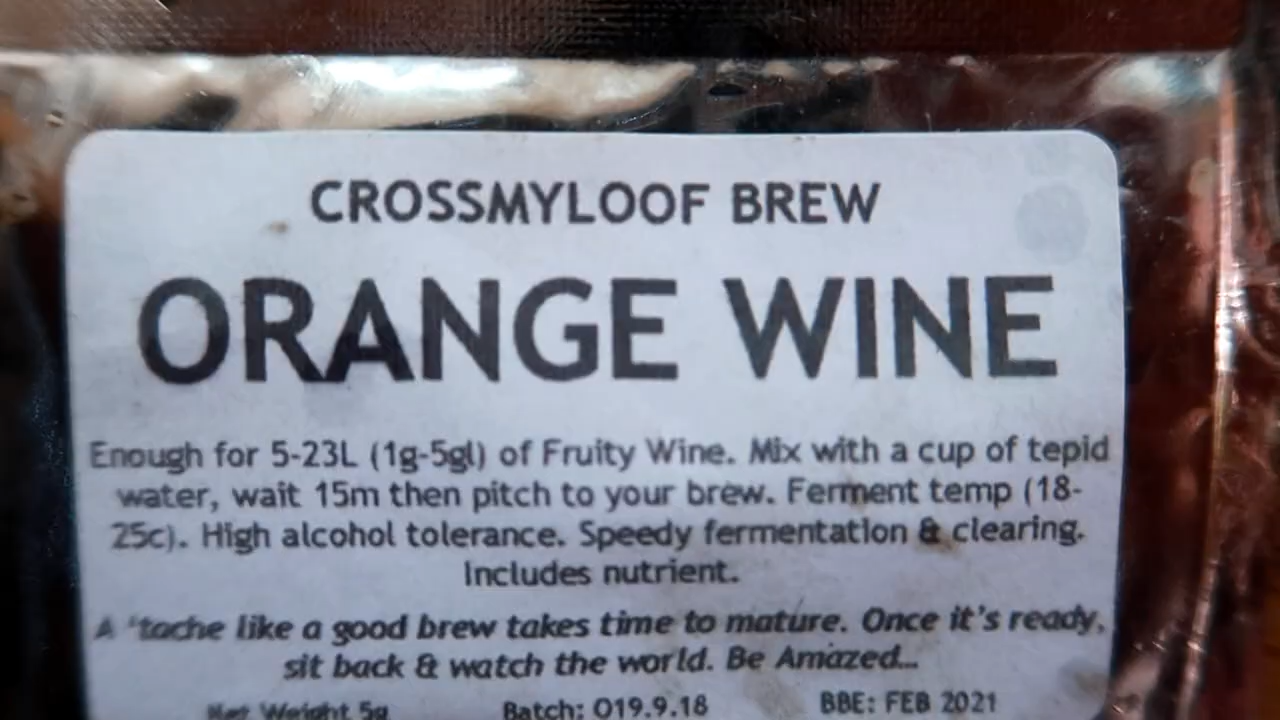 CROSSMYLOOF BREW
ORANGE WINE
Enough for 5-23L (1g-5gl) of Fruity Wine. Mix with a cup of tepid
water, wait 15m then pitch to your brew. Ferment temp (18-
25c). High alcohol tolerance. Speedy fermentation & clearing.
Includes nutrient.
A 'tache like a good brew takes time to mature. Once it's ready,
sit back & watch the world. Be Amazed...
Net Weight 5g Batch: O19.9.18 BBE: FEB 2021